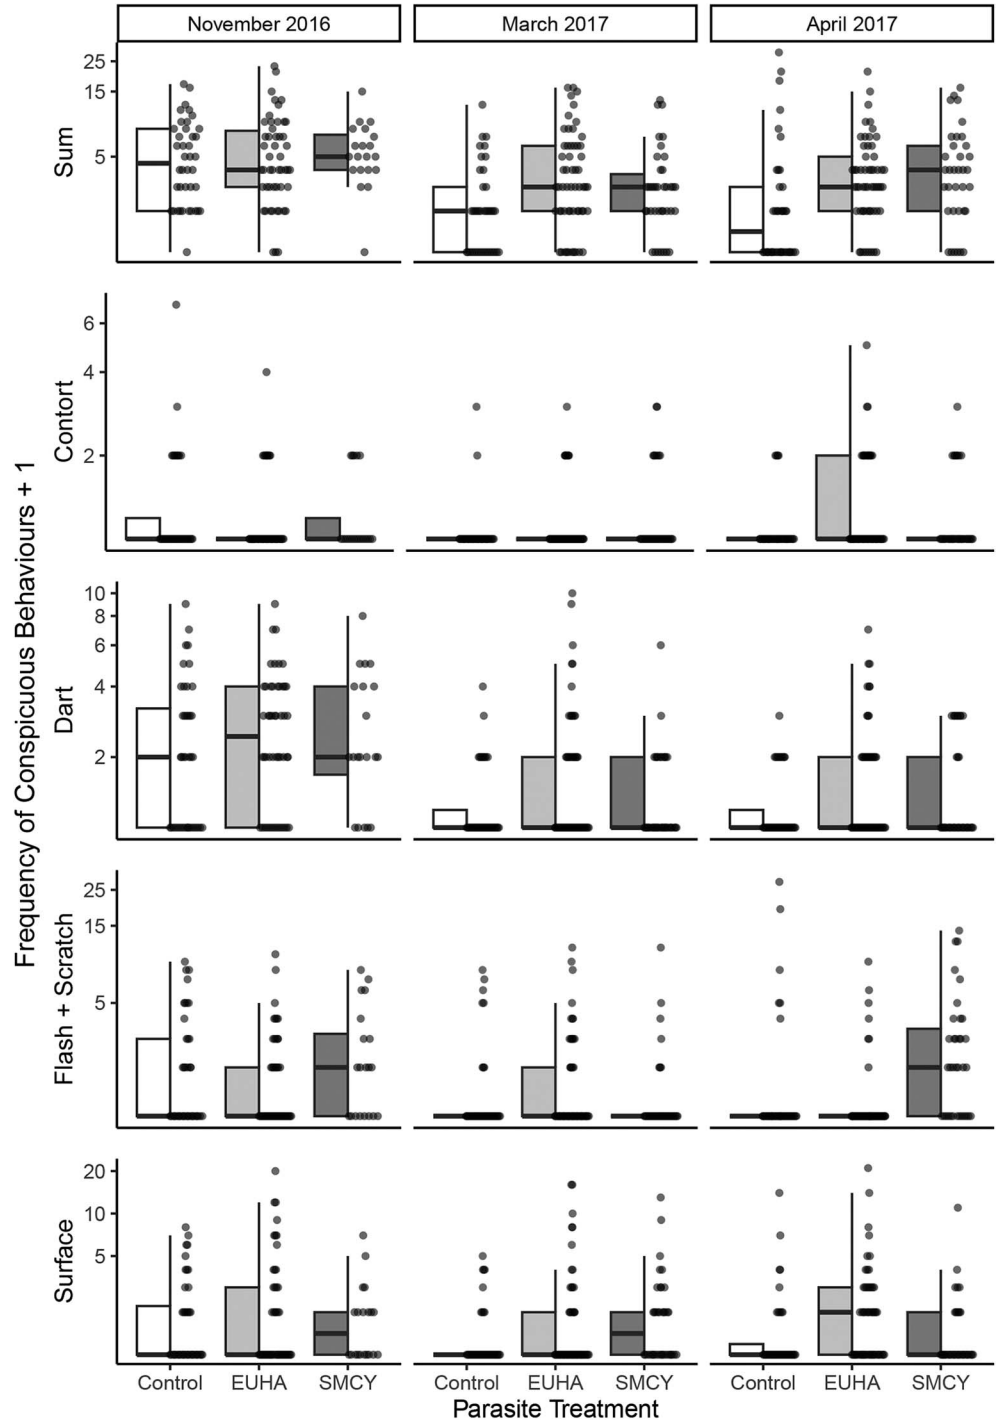 November 2016 March 2017 April 2017
Frequency of Conspicuous Behaviours + 1
Sum
25
15
5
Contort
6
4
2
Dart
10
8
6
4
2
Flash + Scratch
25
15
5
Surface
20
10
5
Control EUHA SMCY Control EUHA SMCY Control EUHA SMCY
Parasite Treatment